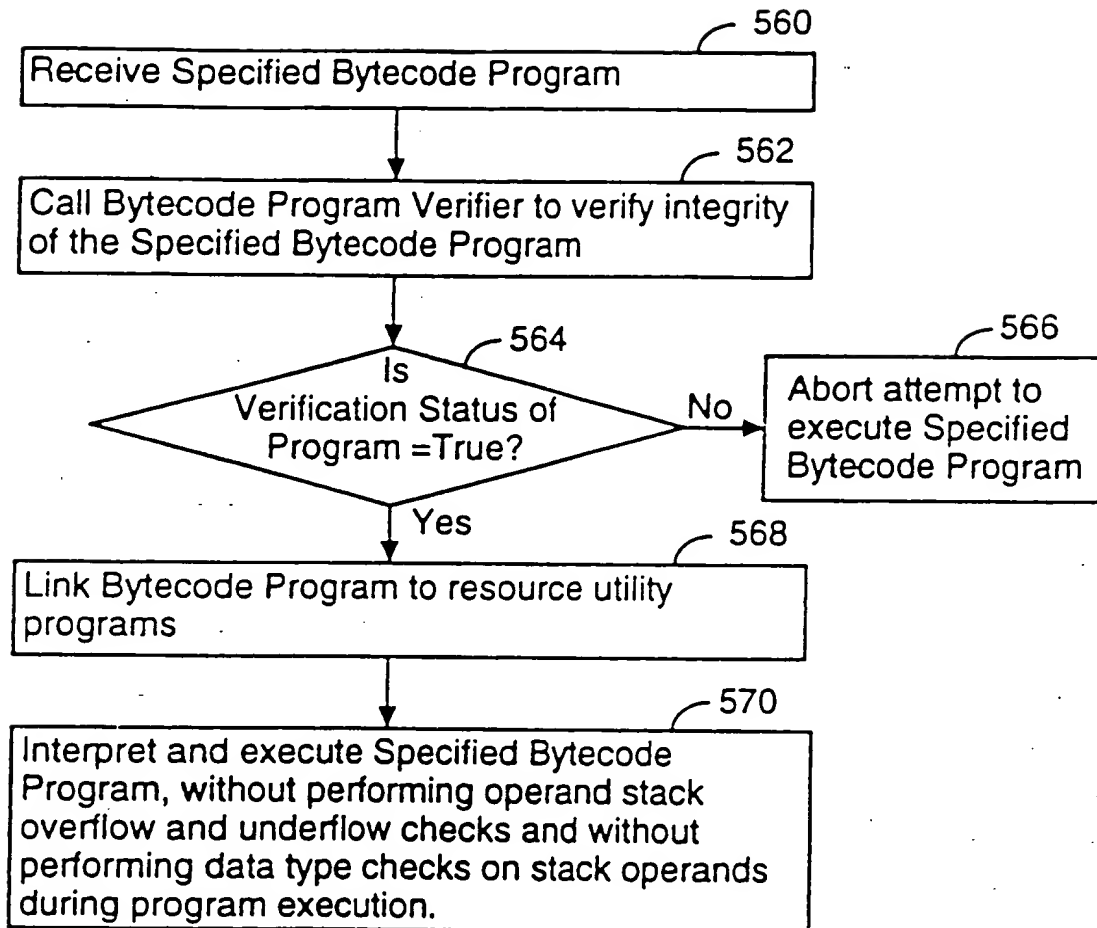 560
Receive Specified Bytecode Program
562
Call Bytecode Program Verifier to verify integrity
of the Specified Bytecode Program
564
Is
Verification Status of
Program =True?
No
566
Abort attempt to
execute Specified
Bytecode Program
Yes
568
Link Bytecode Program to resource utility
programs
570
Interpret and execute Specified Bytecode
Program, without performing operand stack
overflow and underflow checks and without
performing data type checks on stack operands
during program execution.